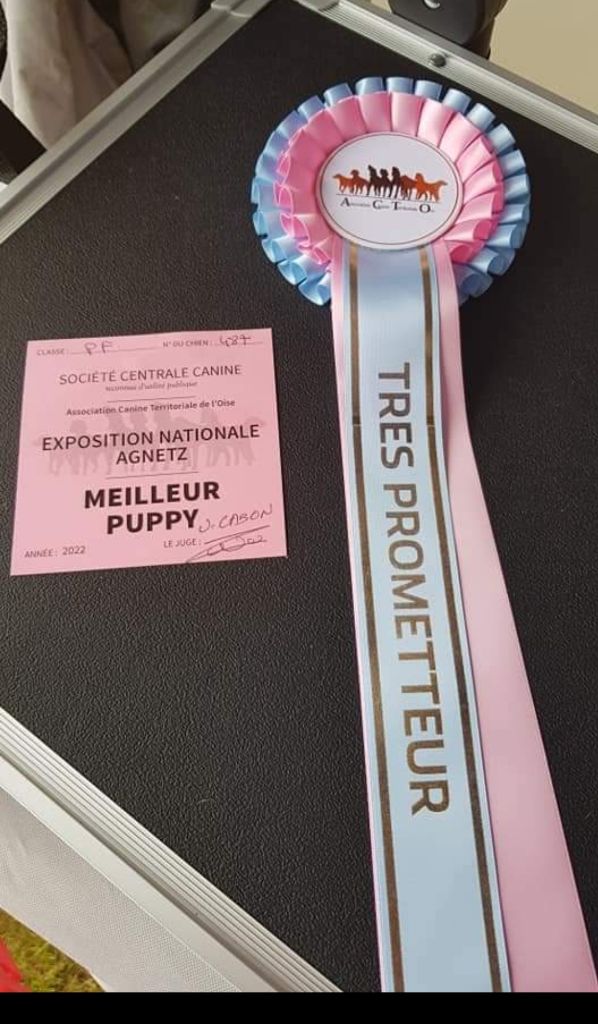 Association Canine Territoriale Oise
TRES PROMETTEUR
CLASSE: PF N° DU CHIEN: 487
SOCIÉTÉ CENTRALE CANINE
reconnue d'utilité publique
Association Canine Territoriale de l'Oise
EXPOSITION NATIONALE
AGNETZ
MEILLEUR
PUPPY
J. CABON
ANNÉE: 2022 LE JUGE: